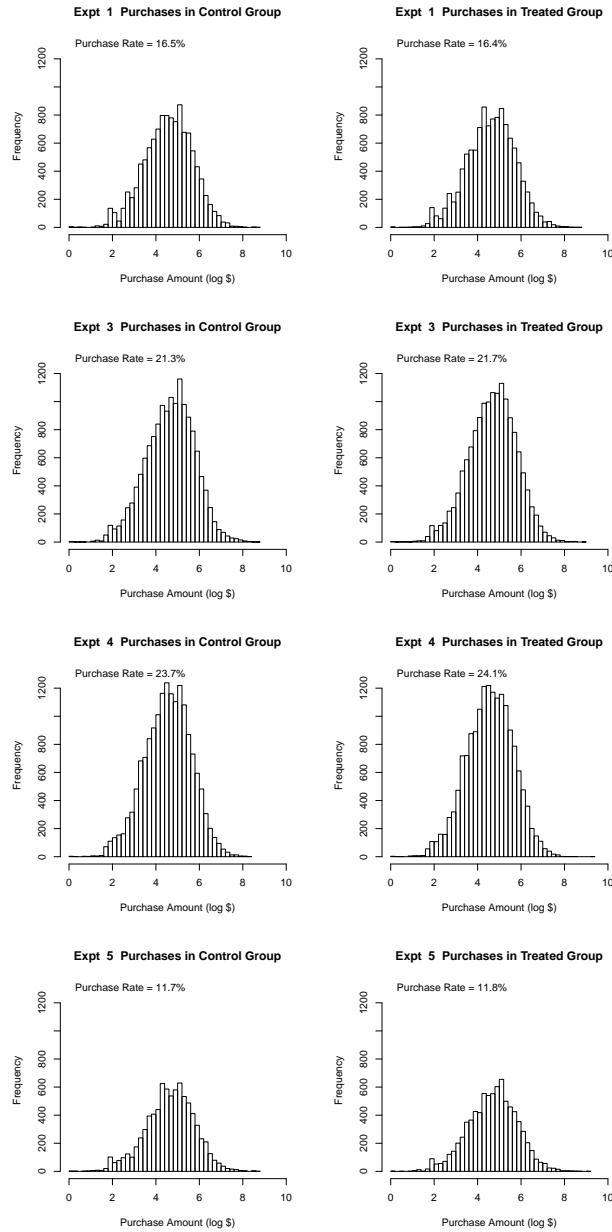 Expt 1 Purchases in Control Group
Purchase Rate = 16.5%
Frequency
0 200 400 600 800 1200
0 2 4 6 8 10
Purchase Amount (log $)
Expt 1 Purchases in Treated Group
Purchase Rate = 16.4%
Frequency
0 200 400 600 800 1200
0 2 4 6 8 10
Purchase Amount (log $)
Expt 3 Purchases in Control Group
Purchase Rate = 21.3%
Frequency
0 200 400 600 800 1200
0 2 4 6 8 10
Purchase Amount (log $)
Expt 3 Purchases in Treated Group
Purchase Rate = 21.7%
Frequency
0 200 400 600 800 1200
0 2 4 6 8 10
Purchase Amount (log $)
Expt 4 Purchases in Control Group
Purchase Rate = 23.7%
Frequency
0 200 400 600 800 1200
0 2 4 6 8 10
Purchase Amount (log $)
Expt 4 Purchases in Treated Group
Purchase Rate = 24.1%
Frequency
0 200 400 600 800 1200
0 2 4 6 8 10
Purchase Amount (log $)
Expt 5 Purchases in Control Group
Purchase Rate = 11.7%
Frequency
0 200 400 600 800 1200
0 2 4 6 8 10
Purchase Amount (log $)
Expt 5 Purchases in Treated Group
Purchase Rate = 11.8%
Frequency
0 200 400 600 800 1200
0 2 4 6 8 10
Purchase Amount (log $)